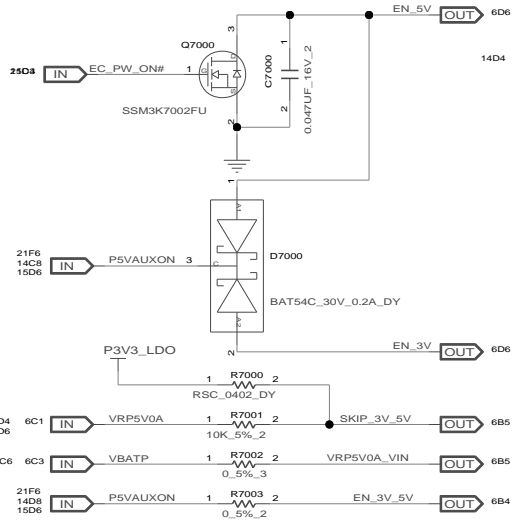 EN_5V
OUT
6D6
3
Q7000
D
G
S
1
1
C7000
2
0.047UF_16V_2
14D4
IN
EC_PW_ON#
SSM3K7002FU
2
1
A1
21F6
14C8
15D6
IN
P5VAUXON
3
C
D7000
BAT54C_30V_0.2A_DY
A2
2
EN_3V
OUT
6D6
P3V3_LDO
1
R7000
2
RSC_0402_DY
D4
D6
6C1
IN
VRP5V0A
1
R7001
2
10K_5%_2
SKIP_3V_5V
OUT
6B5
C6
6C3
IN
VBATP
1
R7002
2
0_5%_3
VRP5V0A_VIN
OUT
6B5
21F6
14D8
15D6
IN
P5VAUXON
1
R7003
2
0_5%_2
EN_3V_5V
OUT
6B4